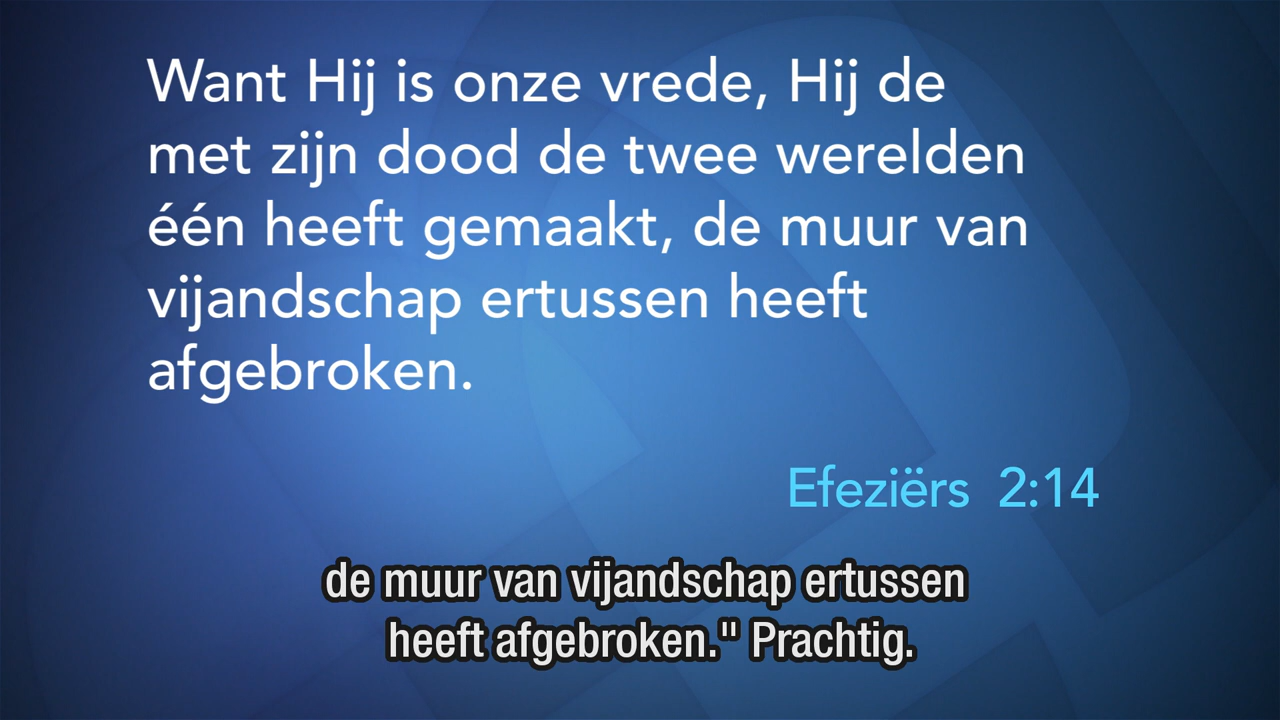 Want Hij is onze vrede, Hij de
met zijn dood de twee werelden
één heeft gemaakt, de muur van
vijandschap ertussen heeft
afgebroken.
Efeziërs 2:14
de muur van vijandschap ertussen
heeft afgebroken." Prachtig.